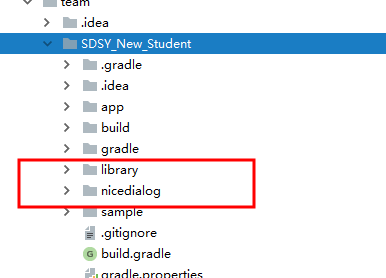 team
.idea
SDSY_New_Student
.gradle
.idea
app
build
gradle
library
nicedialog
sample
.gitignore
build.gradle
gradle.properties